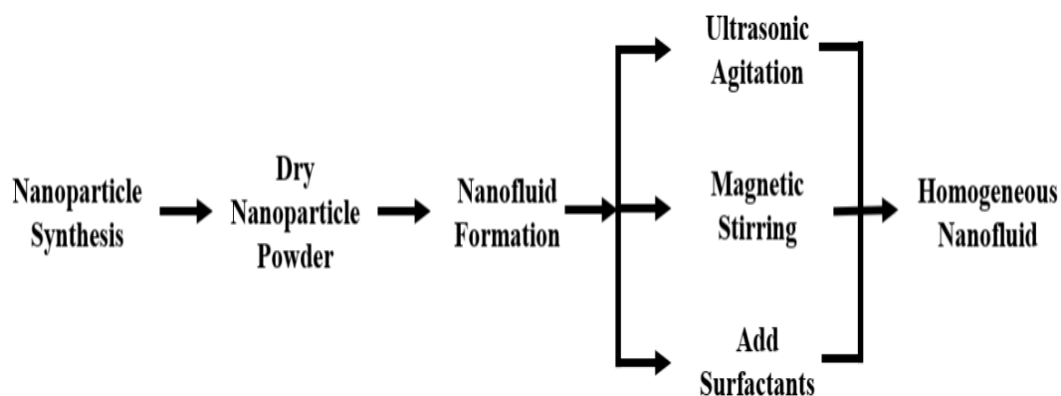 Nanoparticle
Synthesis
Dry
Nanoparticle
Powder
Nanofluid
Formation
Ultrasonic
Agitation
Magnetic
Stirring
Add
Surfactants
Homogeneous
Nanofluid